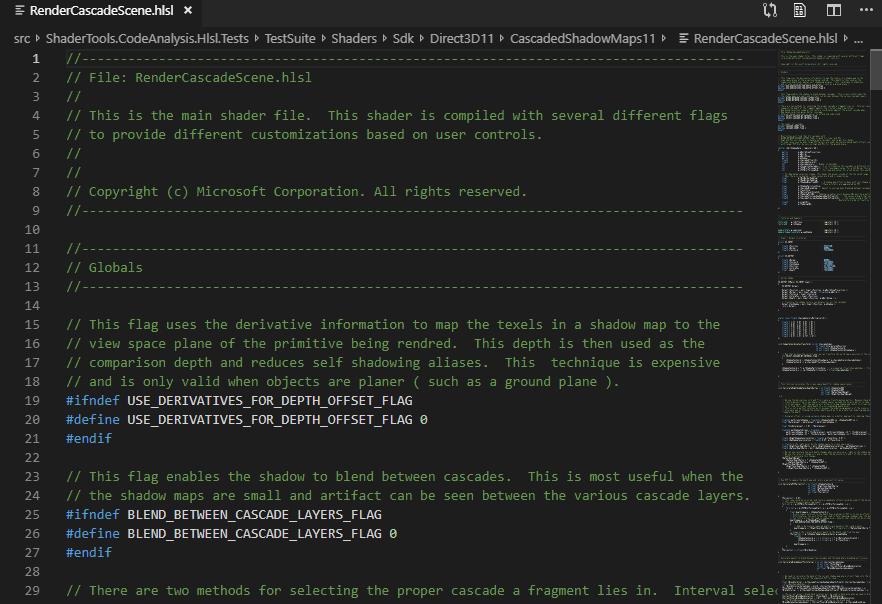 RenderCascadeScene.hlsl ×
src › ShaderTools.CodeAnalysis.Hlsl.Tests › TestSuite › Shaders › Sdk › Direct3D11 › CascadedShadowMaps11 › RenderCascadeScene.hlsl › ...
1 //--------------------------------------------------------------------------------------
2 // File: RenderCascadeScene.hlsl
3 //
4 // This is the main shader file.  This shader is compiled with several different flags
5 // to provide different customizations based on user controls.
6 //
7 //
8 // Copyright (c) Microsoft Corporation. All rights reserved.
9 //--------------------------------------------------------------------------------------
10
11 //--------------------------------------------------------------------------------------
12 // Globals
13 //--------------------------------------------------------------------------------------
14
15 // This flag uses the derivative information to map the texels in a shadow map to the
16 // view space plane of the primitive being rendred.  This depth is then used as the
17 // comparison depth and reduces self shadowing aliases.  This  technique is expensive
18 // and is only valid when objects are planer ( such as a ground plane ).
19 #ifndef USE_DERIVATIVES_FOR_DEPTH_OFFSET_FLAG
20 #define USE_DERIVATIVES_FOR_DEPTH_OFFSET_FLAG 0
21 #endif
22
23 // This flag enables the shadow to blend between cascades.  This is most useful when the
24 // the shadow maps are small and artifact can be seen between the various cascade layers.
25 #ifndef BLEND_BETWEEN_CASCADE_LAYERS_FLAG
26 #define BLEND_BETWEEN_CASCADE_LAYERS_FLAG 0
27 #endif
28
29 // There are two methods for selecting the proper cascade a fragment lies in.  Interval selec